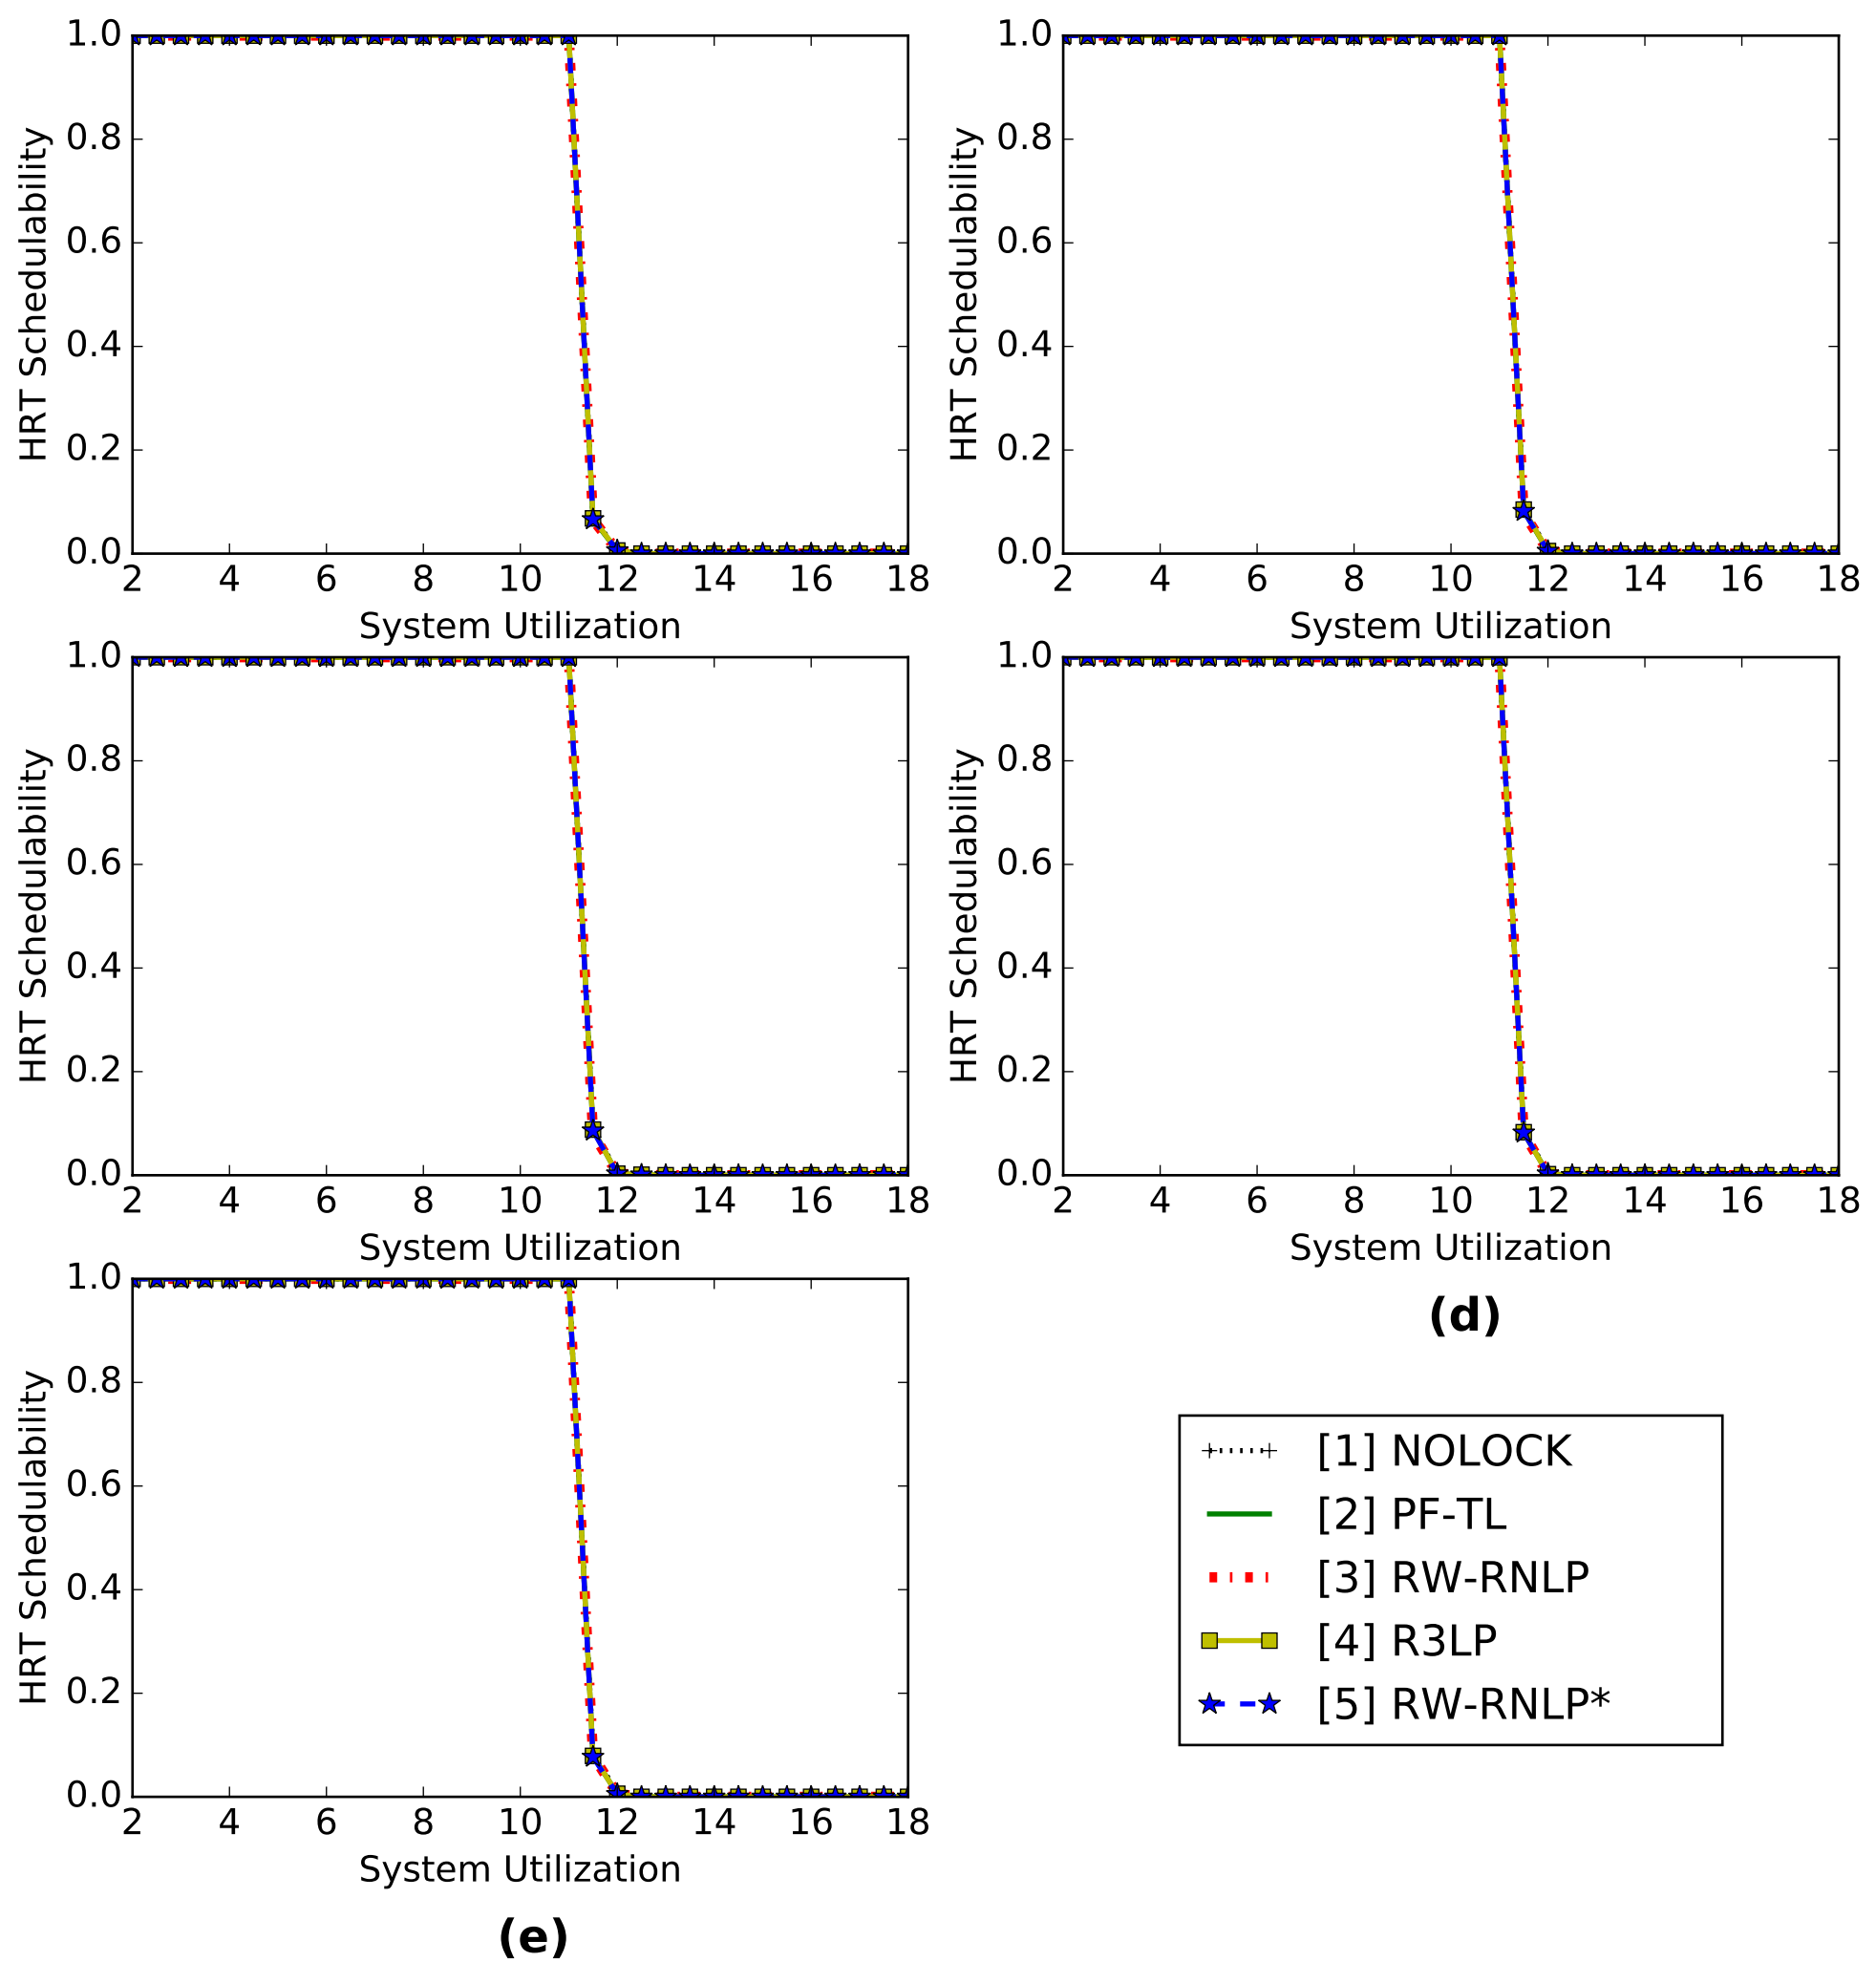 HRT Schedulability
1.0
0.8
0.6
0.4
0.2
0.0
2 4 6 8 10 12 14 16 18
System Utilization
HRT Schedulability
1.0
0.8
0.6
0.4
0.2
0.0
2 4 6 8 10 12 14 16 18
System Utilization
HRT Schedulability
1.0
0.8
0.6
0.4
0.2
0.0
2 4 6 8 10 12 14 16 18
System Utilization
HRT Schedulability
1.0
0.8
0.6
0.4
0.2
0.0
2 4 6 8 10 12 14 16 18
System Utilization
(d)
HRT Schedulability
1.0
0.8
0.6
0.4
0.2
0.0
2 4 6 8 10 12 14 16 18
System Utilization
(e)
[1] NOLOCK
[2] PF-TL
[3] RW-RNLP
[4] R3LP
[5] RW-RNLP*